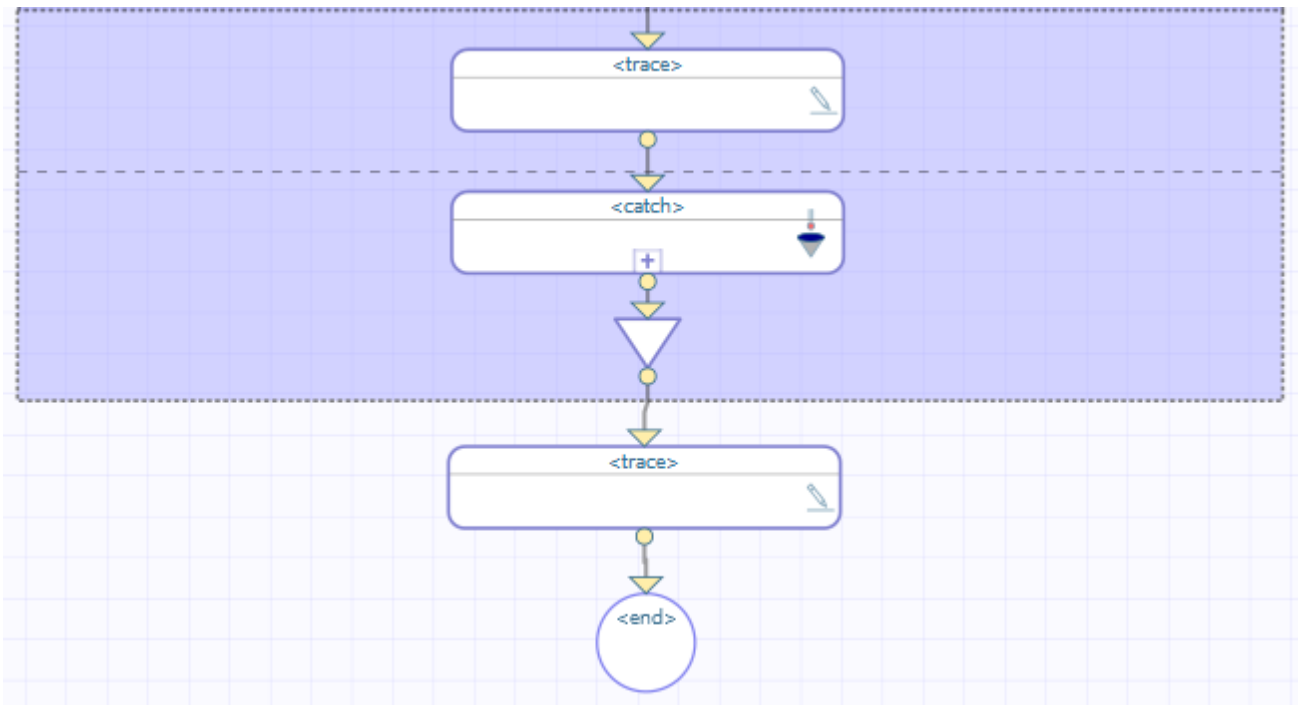 <trace>
<catch>
+
<trace>
<end>